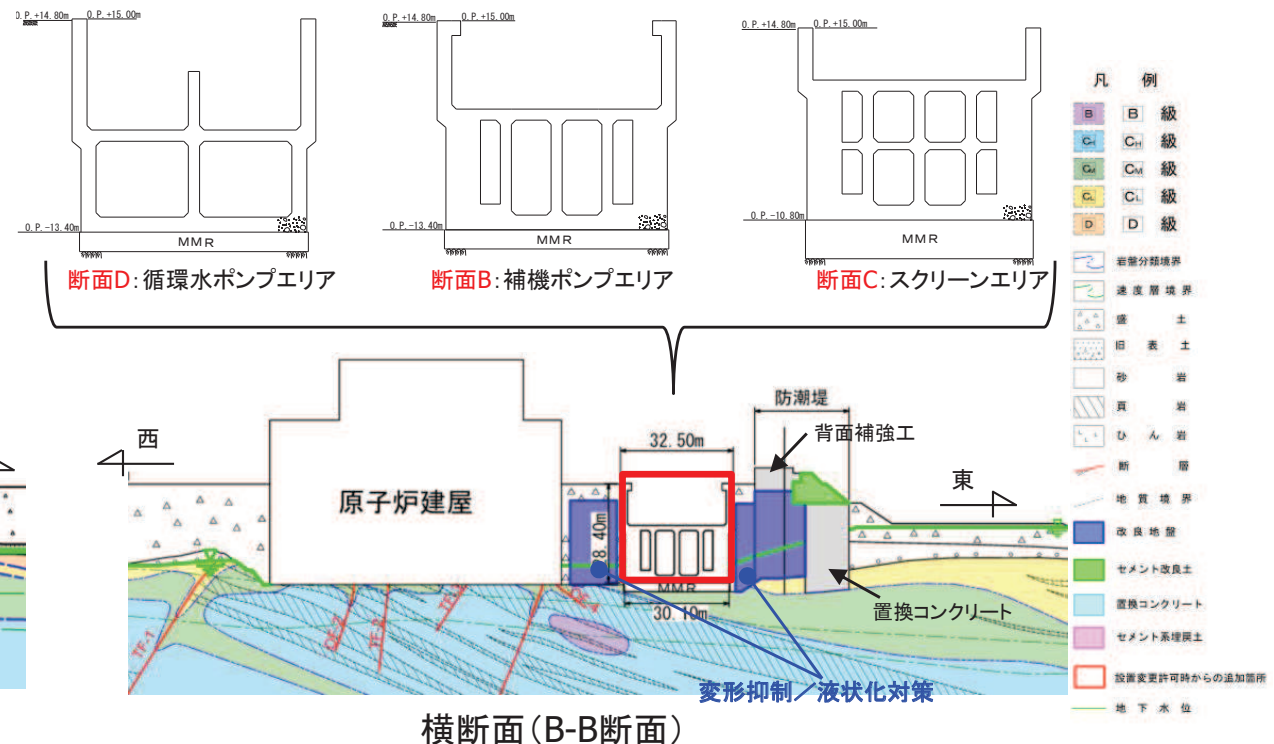 O.P.+14.80m O.P.+15.00m
O.P.-13.40m
MMR
断面D:循環水ポンプエリア
O.P.+14.80m O.P.+15.00m
O.P.-13.40m
MMR
断面B:補機ポンプエリア
O.P.+14.80m O.P.+15.00m
O.P.-10.80m
MMR
断面C:スクリーンエリア
凡 例
B B 級
CH CH 級
CM CM 級
CL CL 級
D D 級
岩盤分類境界
速度層境界
盛 土
旧 表 土
砂 岩
頁 岩
ひ ん 岩
断 層
地 質 境 界
改 良 地 盤
セメント改良土
置換コンクリート
セメント系埋戻土
設置変更許可時からの追加箇所
地 下 水 位
西
原子炉建屋
32.50m
防潮堤
背面補強工
東
28.40m
MMR
30.10m
置換コンクリート
TF-1
変形抑制/液状化対策
横断面(B-B断面)